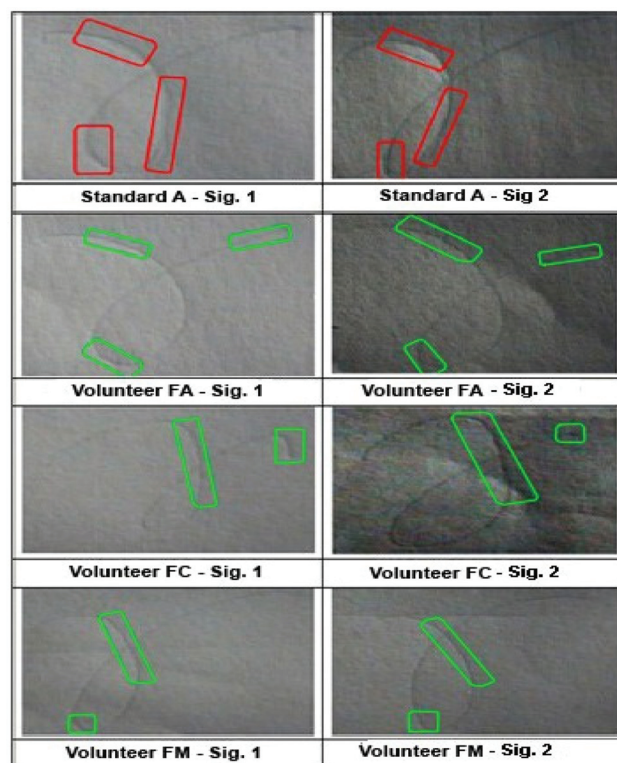 Standard A - Sig. 1
Standard A - Sig 2
Volunteer FA - Sig. 1
Volunteer FA - Sig. 2
Volunteer FC - Sig. 1
Volunteer FC - Sig. 2
Volunteer FM - Sig. 1
Volunteer FM - Sig. 2